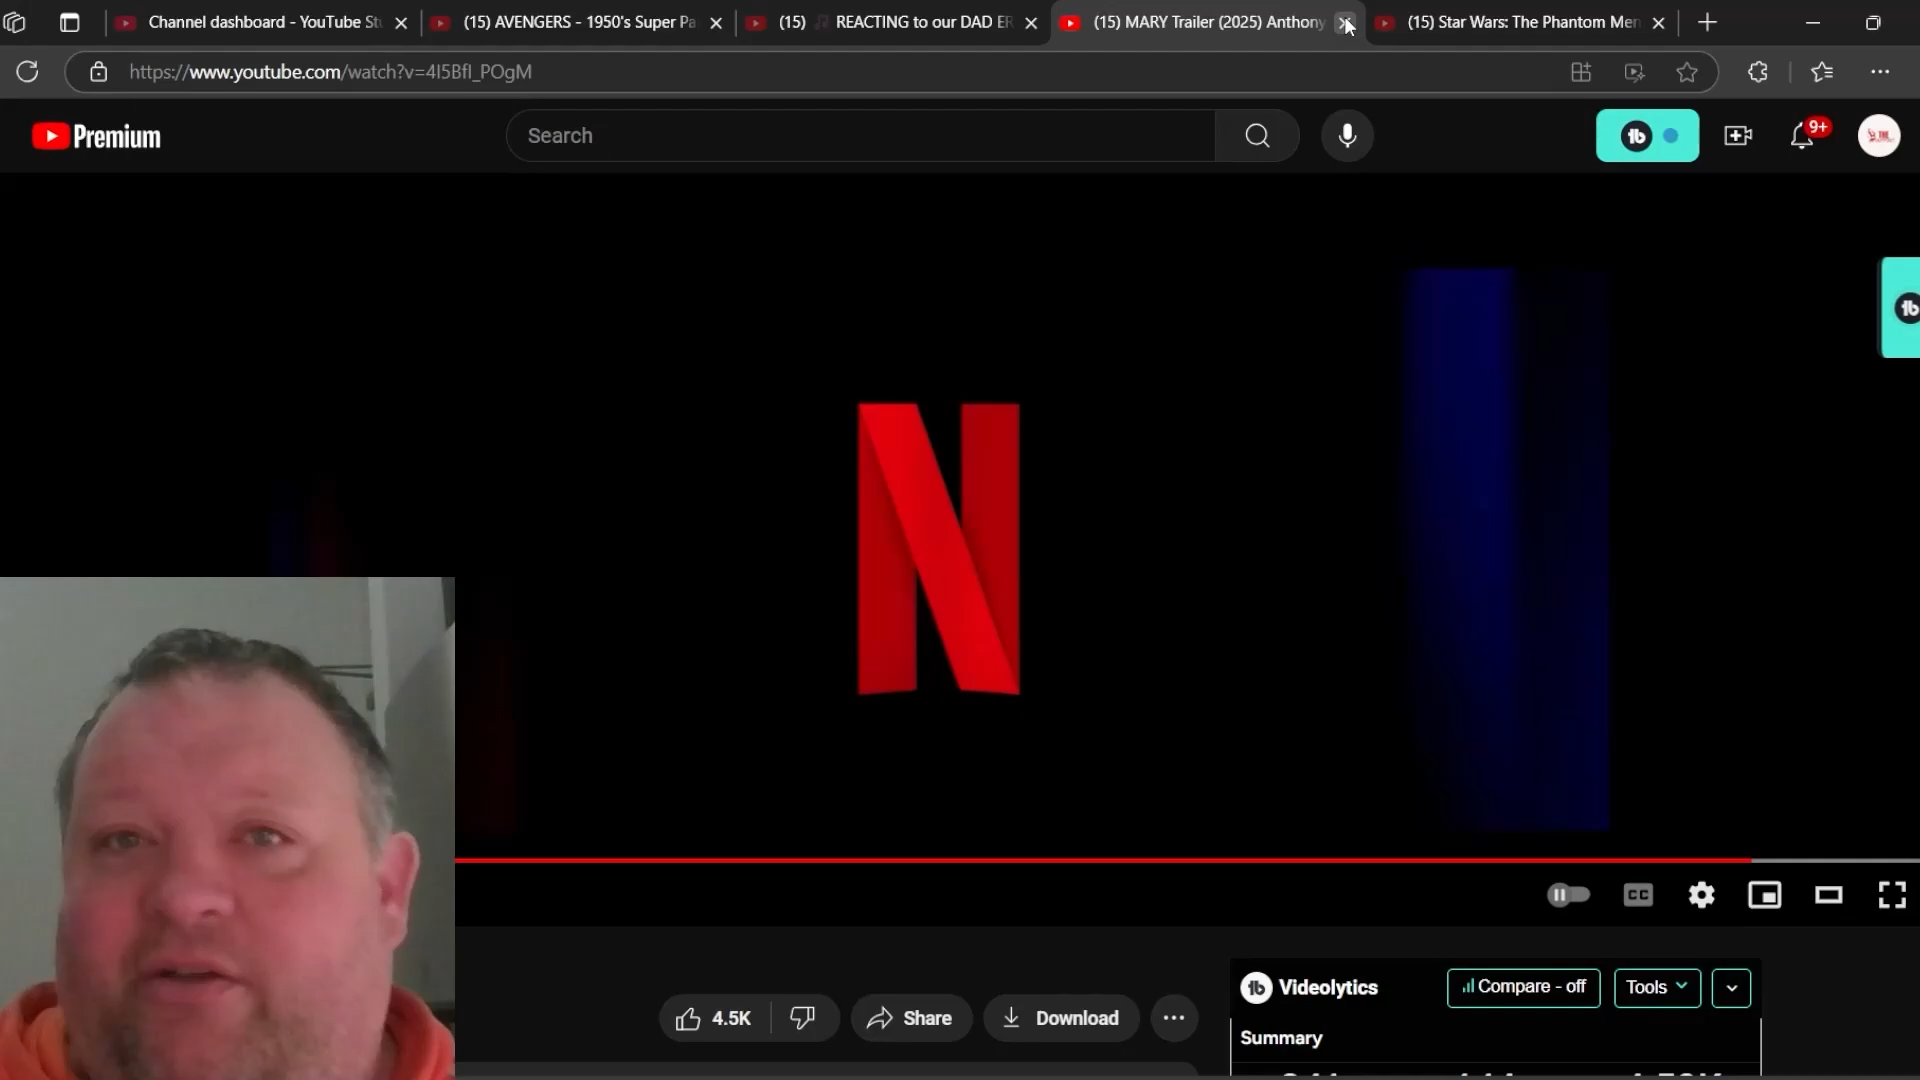 Channel dashboard - YouTube Stu
(15) AVENGERS - 1950's Super Pa
(15) REACTING to our DAD ER
(15) MARY Trailer (2025) Anthony
(15) Star Wars: The Phantom Men
https://www.youtube.com/watch?v=4I5BfI_POgM
Premium
Search
9+
N
CC
4.5K
Share
Download
Videolytics
Compare - off
Tools
Summary